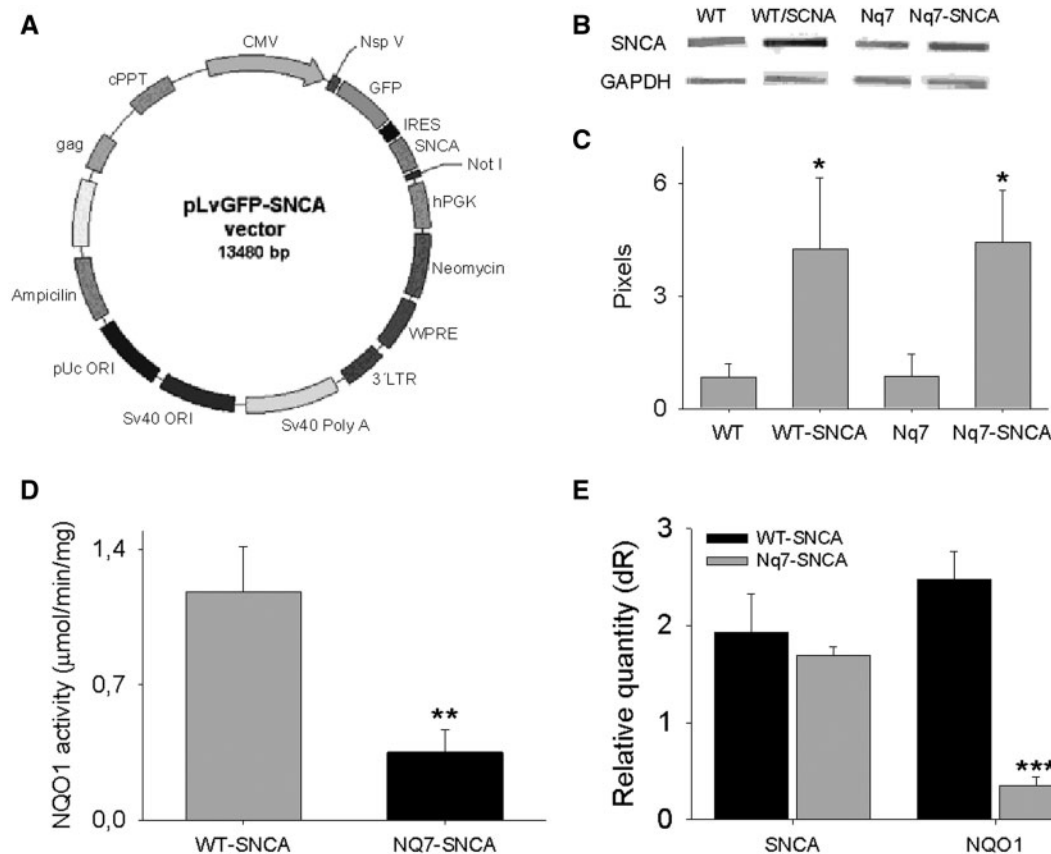 A
CMV
Nsp V
GFP
IRES
SNCA
Not I
hPGK
Neomycin
WPRE
3´LTR
Sv40 Poly A
Sv40 ORI
pUc ORI
Ampicilin
gag
cPPT
pLvGFP-SNCA
vector
13480 bp
B
WT WT/SCNA Nq7 Nq7-SNCA
SNCA
GAPDH
C
Pixels
6
3
0
*
*
WT WT-SNCA Nq7 Nq7-SNCA
D
NQO1 activity (μmol/min/mg)
1,4
0,7
0,0
**
WT-SNCA NQ7-SNCA
E
Relative quantity (dR)
3
2
1
0
WT-SNCA
Nq7-SNCA
***
SNCA NQO1